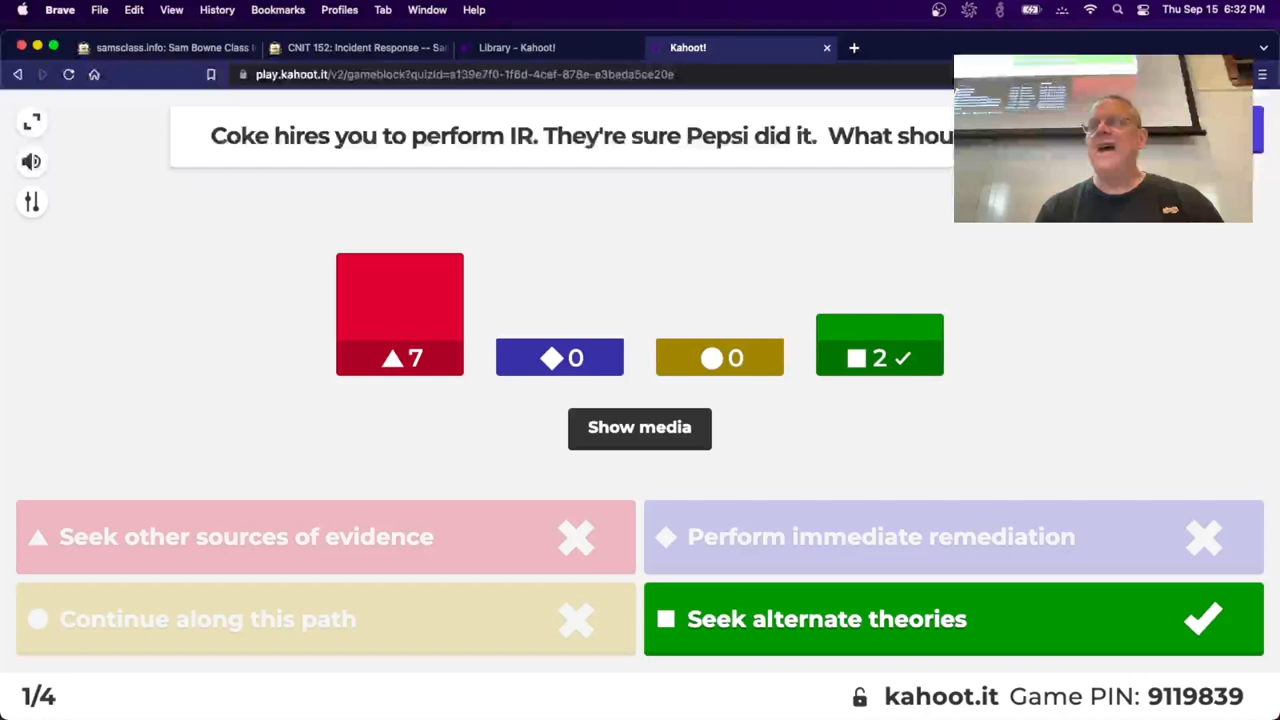 Brave File Edit View History Bookmarks Profiles Tab Window Help Thu Sep 15 6:32 PM
samsclass.info: Sam Bowne Class I CNIT 152: Incident Response -- Sa Library - Kahoot! Kahoot!
play.kahoot.it/v2/gameblock?quizId=a139e7f0-1f6d-4cef-878e-e3beda5ce20e
Coke hires you to perform IR. They're sure Pepsi did it. What shou
7 0 0 2
Show media
Seek other sources of evidence
Perform immediate remediation
Continue along this path
Seek alternate theories
1/4 kahoot.it Game PIN: 9119839